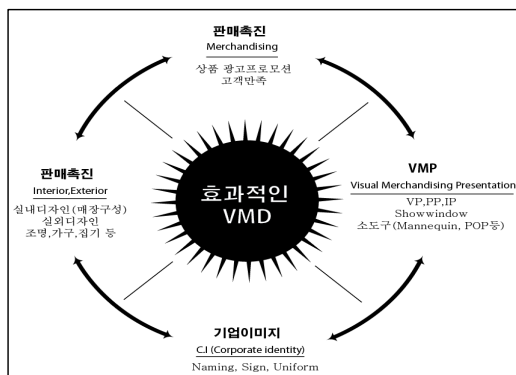 판매촉진
Merchandising
상품 광고프로모션
고객만족
판매촉진
Interior,Exterior
실내디자인(매장구성)
실외디자인
조명,가구,집기 등
효과적인
VMD
VMP
Visual Merchandising Presentation
VP,PP,IP
Showwindow
소도구(Mannequin, POP등)
기업이미지
C.I (Corporate identity)
Naming, Sign, Uniform